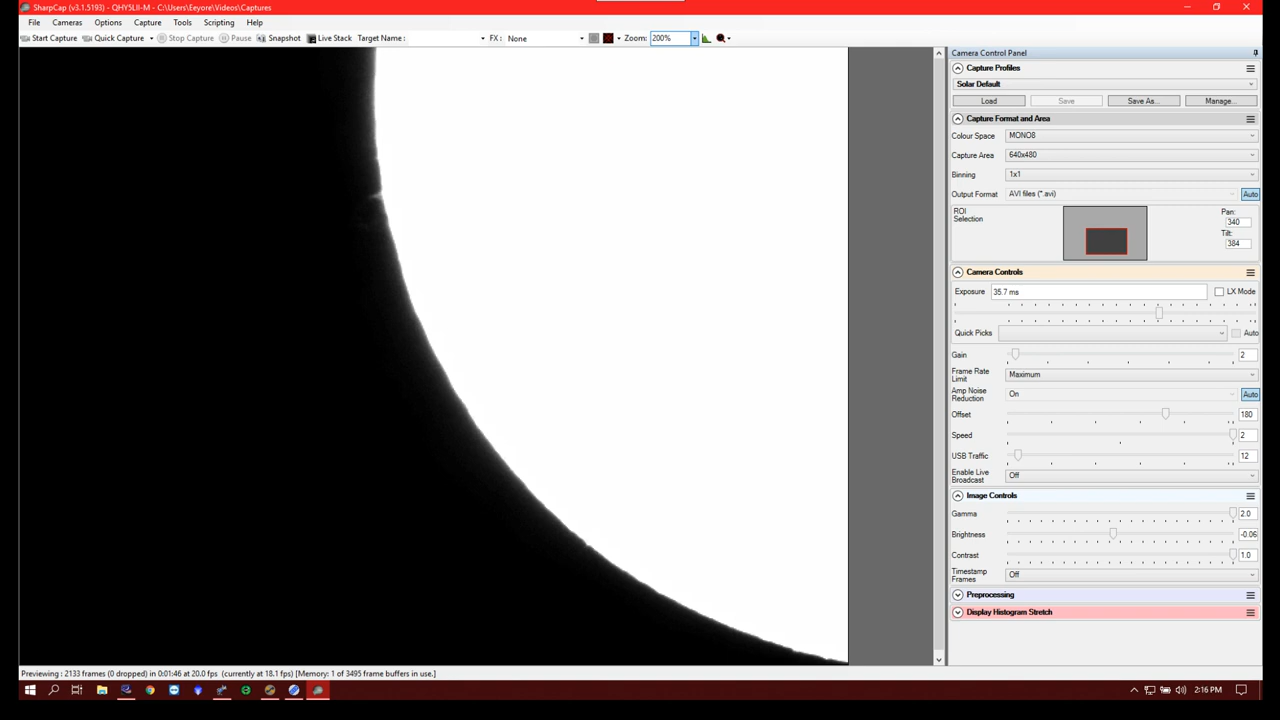 SharpCap (v3.1.5193) - QHY5LII-M - C:\Users\Eeyore\Videos\Captures
File Cameras Options Capture Tools Scripting Help
Start Capture Quick Capture Stop Capture Pause Snapshot Live Stack Target Name: FX: None Zoom: 200%
Camera Control Panel
Capture Profiles
Solar Default
Load Save Save As... Manage...
Capture Format and Area
Colour Space MONO8
Capture Area 640x480
Binning 1x1
Output Format AVI files (*.avi) Auto
ROI
Selection
Pan:
340
Tilt:
384
Camera Controls
Exposure 35.7 ms LX Mode
Quick Picks Auto
Gain 2
Frame Rate
Limit
Maximum
Amp Noise
Reduction
On Auto
Offset 180
Speed 2
USB Traffic 12
Enable Live
Broadcast
Off
Image Controls
Gamma 2.0
Brightness -0.06
Contrast 1.0
Timestamp
Frames
Off
Preprocessing
Display Histogram Stretch
Previewing : 2133 frames (0 dropped) in 0:01:46 at 20.0 fps (currently at 18.1 fps) [Memory: 1 of 3495 frame buffers in use.]
2:16 PM